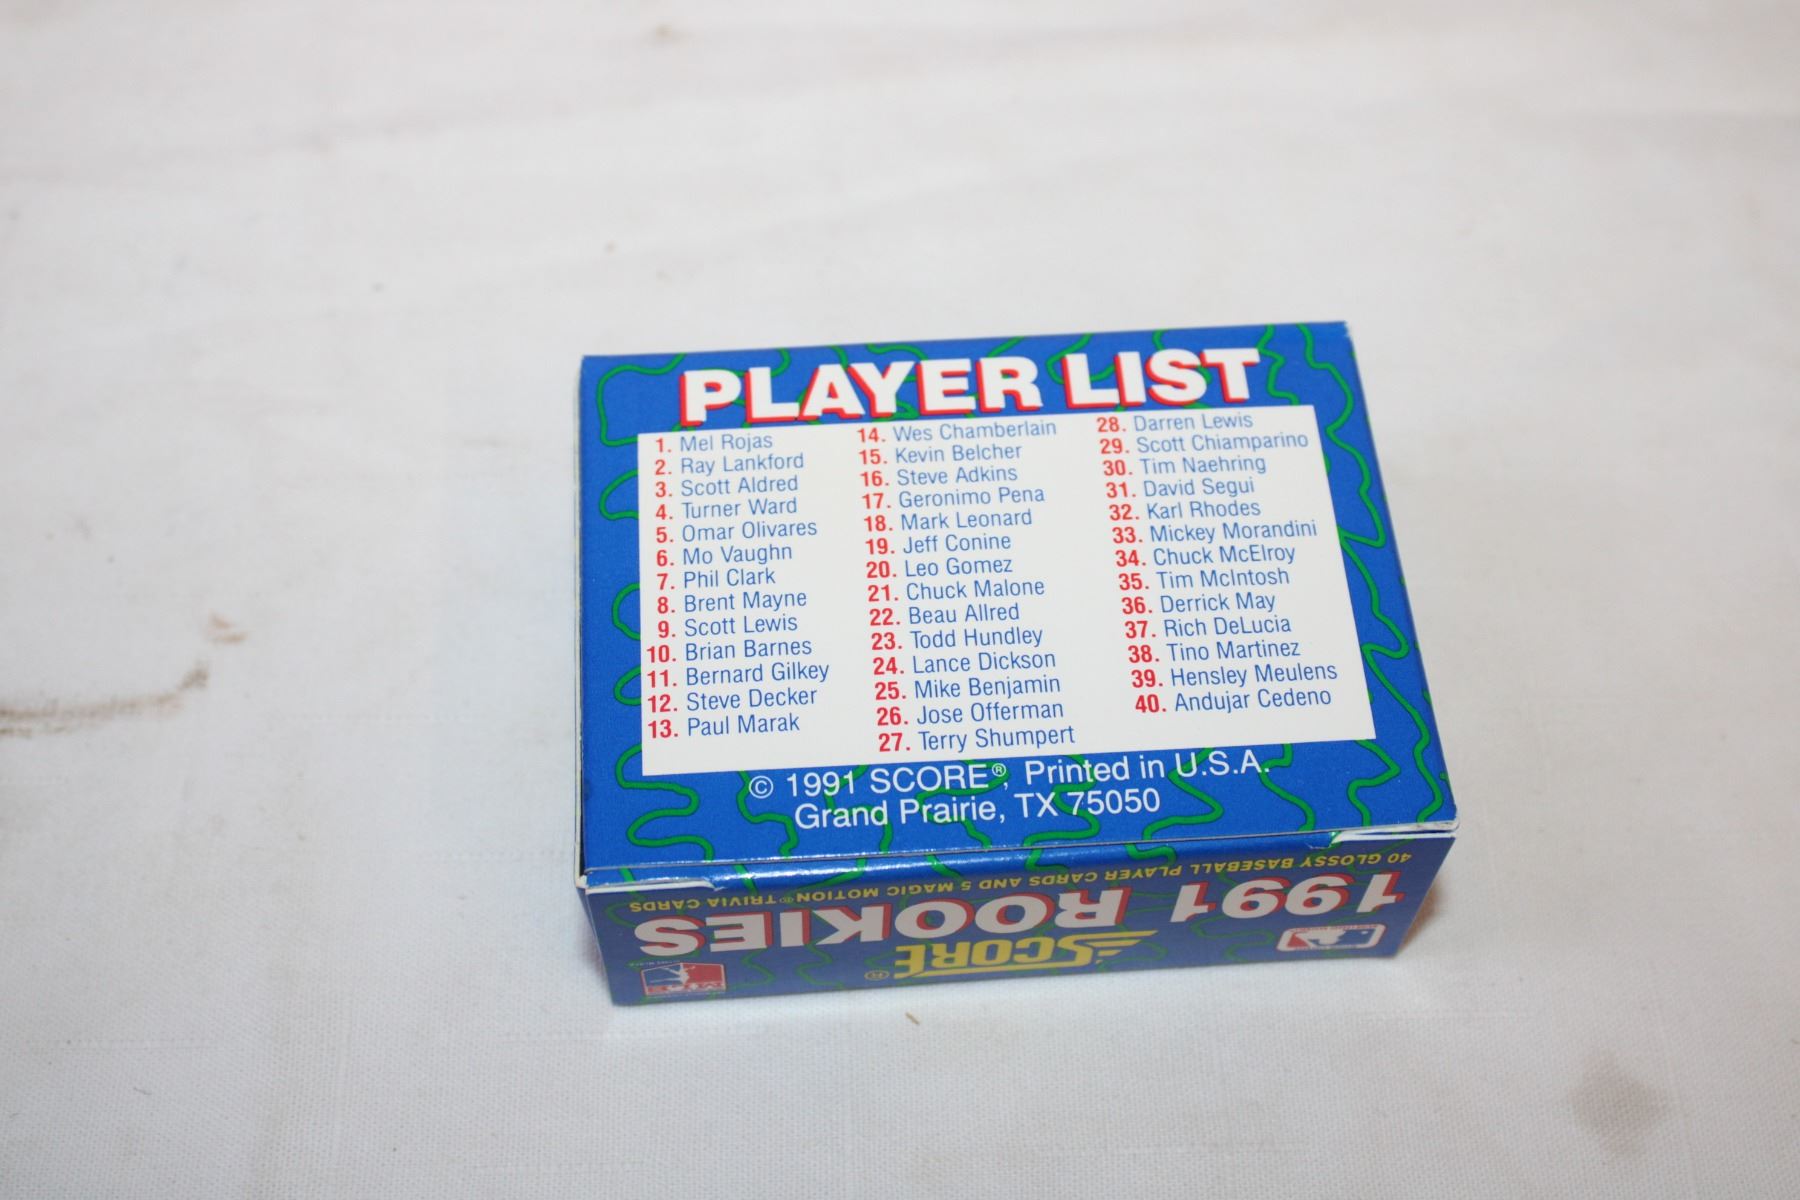 PLAYER LIST
1. Mel Rojas
2. Ray Lankford
3. Scott Aldred
4. Turner Ward
5. Omar Olivares
6. Mo Vaughn
7. Phil Clark
8. Brent Mayne
9. Scott Lewis
10. Brian Barnes
11. Bernard Gilkey
12. Steve Decker
13. Paul Marak
14. Wes Chamberlain
15. Kevin Belcher
16. Steve Adkins
17. Geronimo Pena
18. Mark Leonard
19. Jeff Conine
20. Leo Gomez
21. Chuck Malone
22. Beau Allred
23. Todd Hundley
24. Lance Dickson
25. Mike Benjamin
26. Jose Offerman
27. Terry Shumpert
28. Darren Lewis
29. Scott Chiamparino
30. Tim Naehring
31. David Segui
32. Karl Rhodes
33. Mickey Morandini
34. Chuck McElroy
35. Tim McIntosh
36. Derrick May
37. Rich DeLucia
38. Tino Martinez
39. Hensley Meulens
40. Andujar Cedeno
© 1991 SCORE®, Printed in U.S.A.
Grand Prairie, TX 75050
SCORE®
1991 ROOKIES
40 GLOSSY BASEBALL PLAYER CARDS AND 5 MAGIC MOTION® TRIVIA CARDS